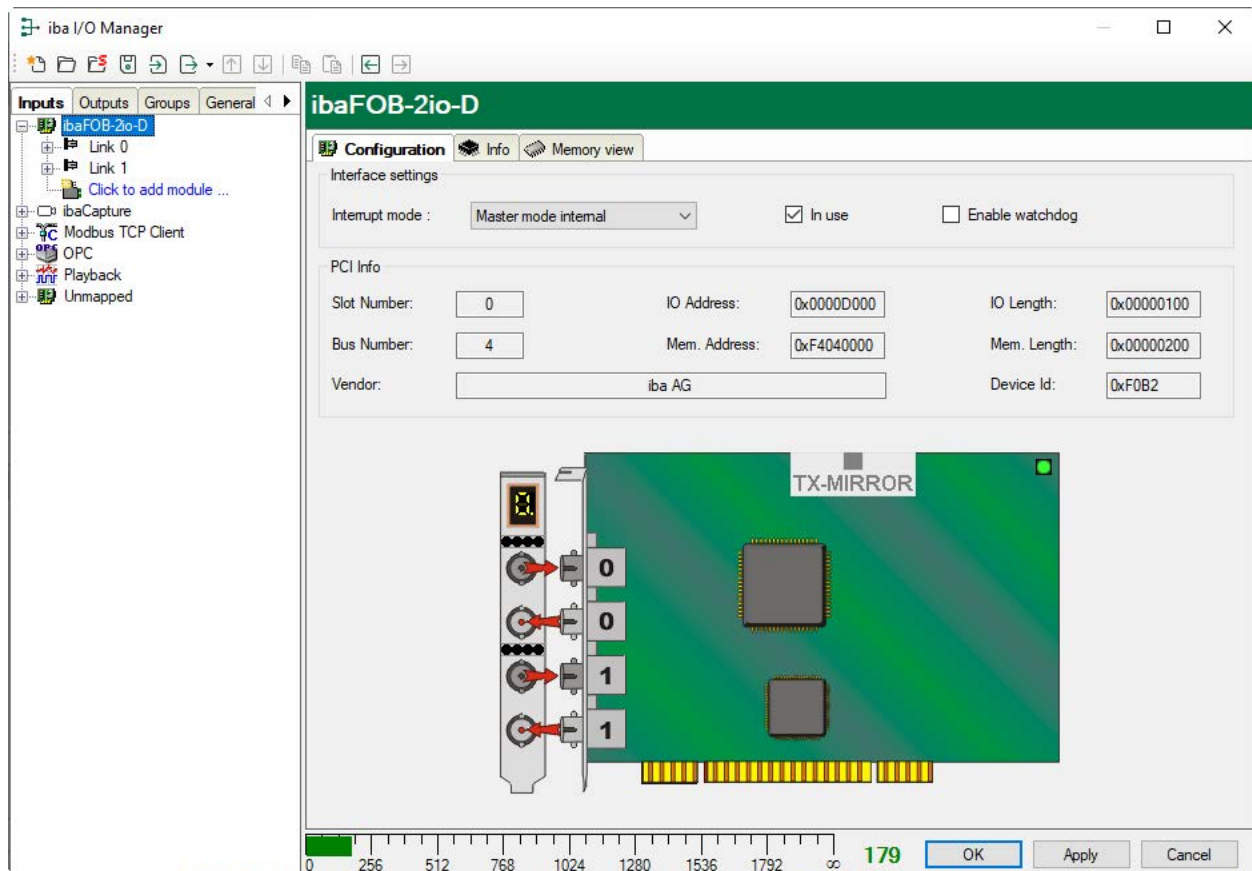 iba I/O Manager
Inputs Outputs Groups General
ibaFOB-2io-D
Link 0
Link 1
Click to add module ...
ibaCapture
Modbus TCP Client
OPC
Playback
Unmapped
ibaFOB-2io-D
Configuration Info Memory view
Interface settings
Interrupt mode : Master mode internal In use Enable watchdog
PCI Info
Slot Number: 0 IO Address: 0x0000D000 IO Length: 0x00000100
Bus Number: 4 Mem. Address: 0xF4040000 Mem. Length: 0x00000200
Vendor: iba AG Device Id: 0xF0B2
TX-MIRROR
0
0
1
1
0 256 512 768 1024 1280 1536 1792 ∞ 179 OK Apply Cancel